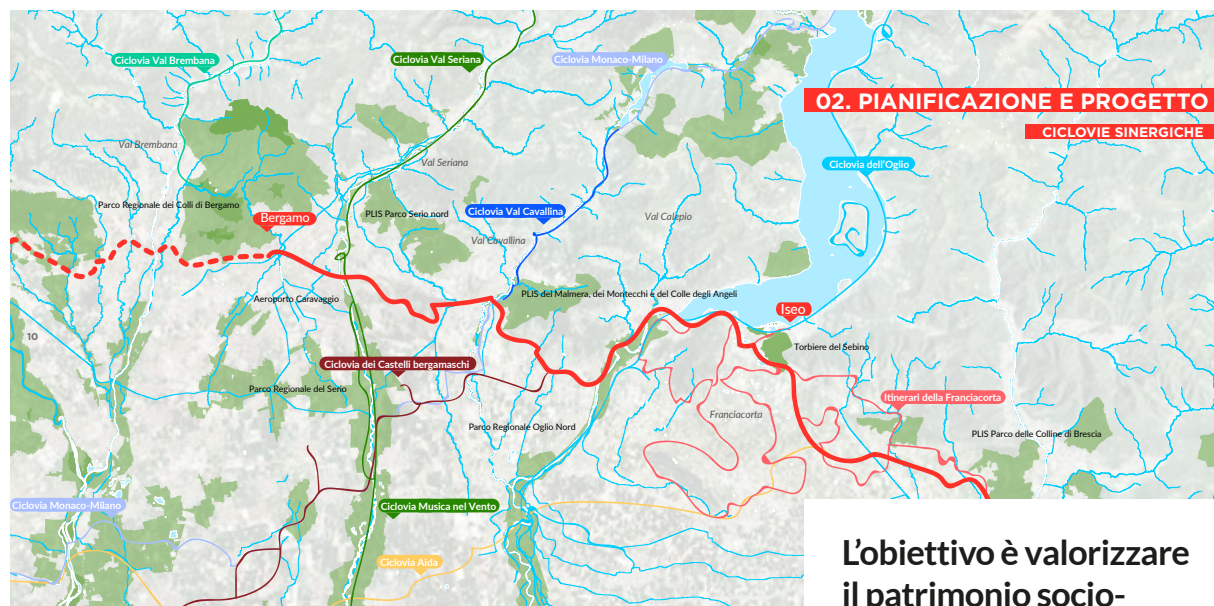 Ciclovia Val Brembana
Ciclovia Val Seriana
Ciclovia Monaco-Milano
02. PIANIFICAZIONE E PROGETTO
CICLOVIE SINERGICHE
Val Brembana
Val Seriana
Ciclovia dell'Oglio
Parco Regionale dei Colli di Bergamo
Bergamo
PLIS Parco Serio nord
Ciclovia Val Cavallina
Val Calepio
Val Cavallina
Aeroporto Caravaggio
PLIS del Malmera, dei Montecchi e del Colle degli Angeli
Iseo
10
Torbiere del Sebino
Ciclovia dei Castelli bergamaschi
Parco Regionale del Serio
Itinerari della Franciacorta
Franciacorta
Parco Regionale Oglio Nord
PLIS Parco delle Colline di Brescia
Ciclovia Monaco-Milano
Ciclovia Musica nel Vento
Ciclovia Aida
L'obiettivo è valorizzare
il patrimonio socio-